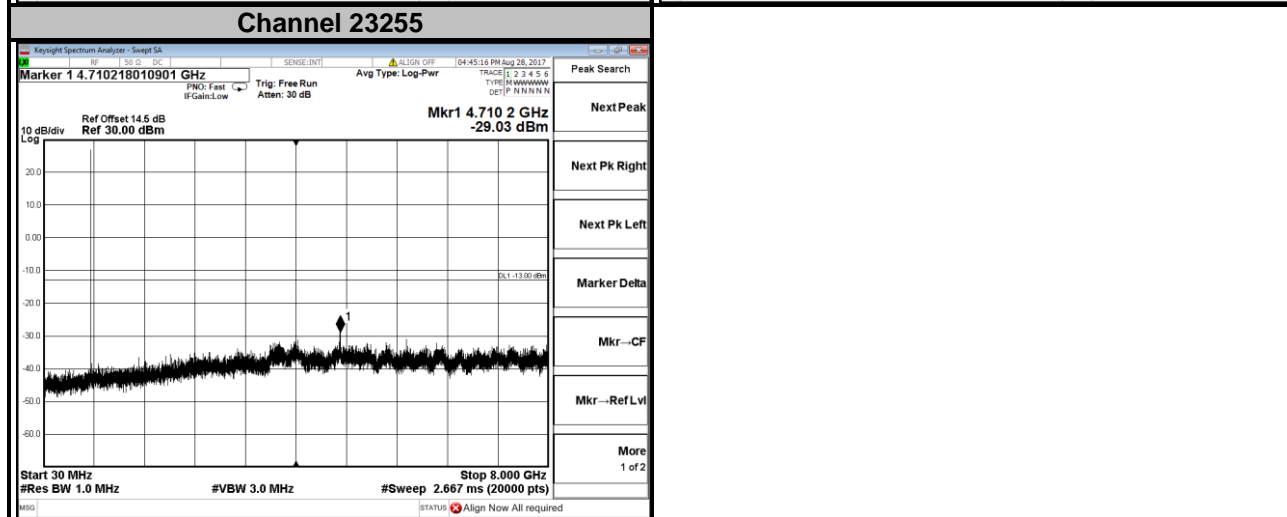 Channel 23255
Keysight Spectrum Analyzer - Swept SA
LXI RF 50 Ω DC SENSE:INT ALIGN OFF 04:45:16 PM Aug 28, 2017
Marker 1 4.710218010901 GHz
PNO: Fast
IFGain:Low
Trig: Free Run
Atten: 30 dB
Avg Type: Log-Pwr
TRACE 1 2 3 4 5 6
TYPE M W W W W W
DET P N N N N N
Peak Search
Mkr1 4.710 2 GHz
-29.03 dBm
Ref Offset 14.5 dB
10 dB/div Ref 30.00 dBm
Log
20.0
10.0
0.00
-10.0
DL1 -13.00 dBm
-20.0
1
-30.0
-40.0
-50.0
-60.0
Start 30 MHz Stop 8.000 GHz
#Res BW 1.0 MHz #VBW 3.0 MHz #Sweep 2.667 ms (20000 pts)
Next Peak
Next Pk Right
Next Pk Left
Marker Delta
Mkr→CF
Mkr→Ref Lvl
More
1 of 2
MSG STATUS Align Now All required